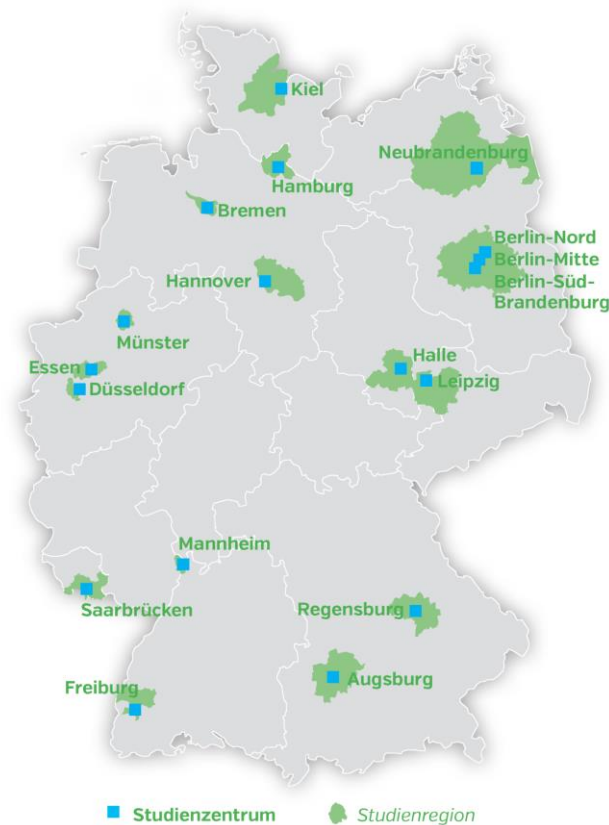 Kiel
Neubrandenburg
Hamburg
Bremen
Berlin-Nord
Berlin-Mitte
Berlin-Süd-
Brandenburg
Hannover
Münster
Essen
Düsseldorf
Halle
Leipzig
Mannheim
Saarbrücken
Regensburg
Freiburg
Augsburg
Studienzentrum
Studienregion